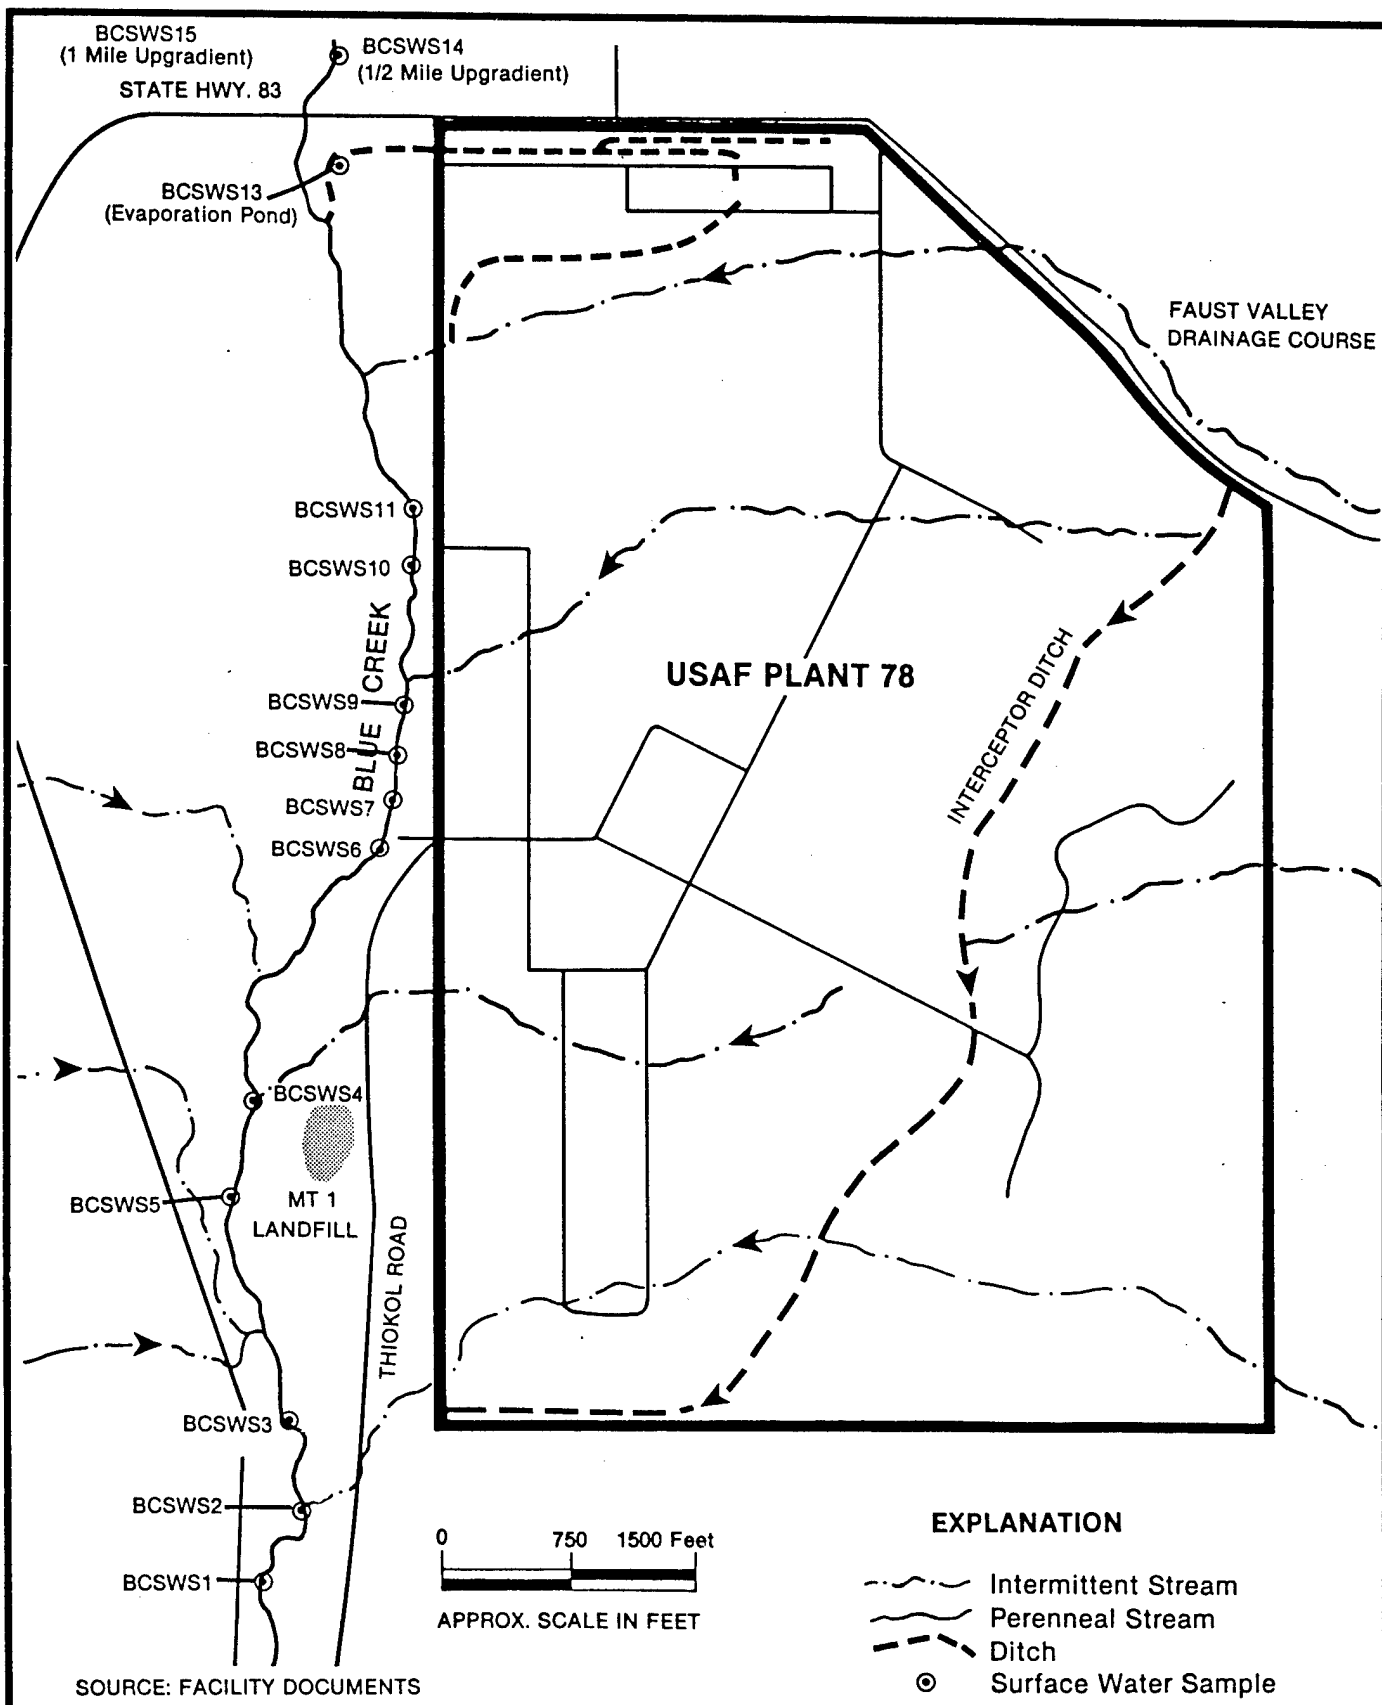 BCSWS15
(1 Mile Upgradient)
BCSWS14
(1/2 Mile Upgradient)
STATE HWY. 83
BCSWS13
(Evaporation Pond)
FAUST VALLEY
DRAINAGE COURSE
BCSWS11
BCSWS10
BLUE CREEK
USAF PLANT 78
INTERCEPTOR DITCH
BCSWS9
BCSWS8
BCSWS7
BCSWS6
BCSWS4
BCSWS5
MT 1
LANDFILL
THIOKOL ROAD
BCSWS3
BCSWS2
BCSWS1
0 750 1500 Feet
APPROX. SCALE IN FEET
EXPLANATION
Intermittent Stream
Perenneal Stream
Ditch
Surface Water Sample
SOURCE: FACILITY DOCUMENTS